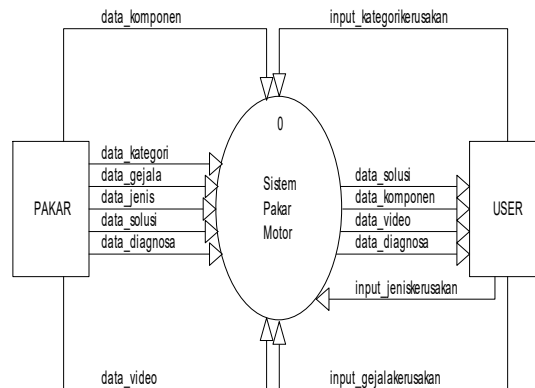 data_komponen
input_kategorikerusakan
0
data_kategori
data_gejala
data_jenis
data_solusi
data_diagnosa
PAKAR
Sistem
Pakar
Motor
data_solusi
data_komponen
data_video
data_diagnosa
USER
input_jeniskerusakan
data_video
input_gejalakerusakan